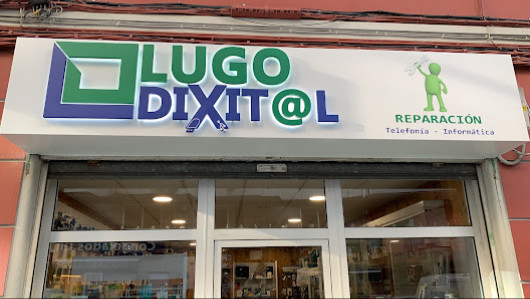 LUGO
DIXIT@L
REPARACIÓN
Telefonía - Informática